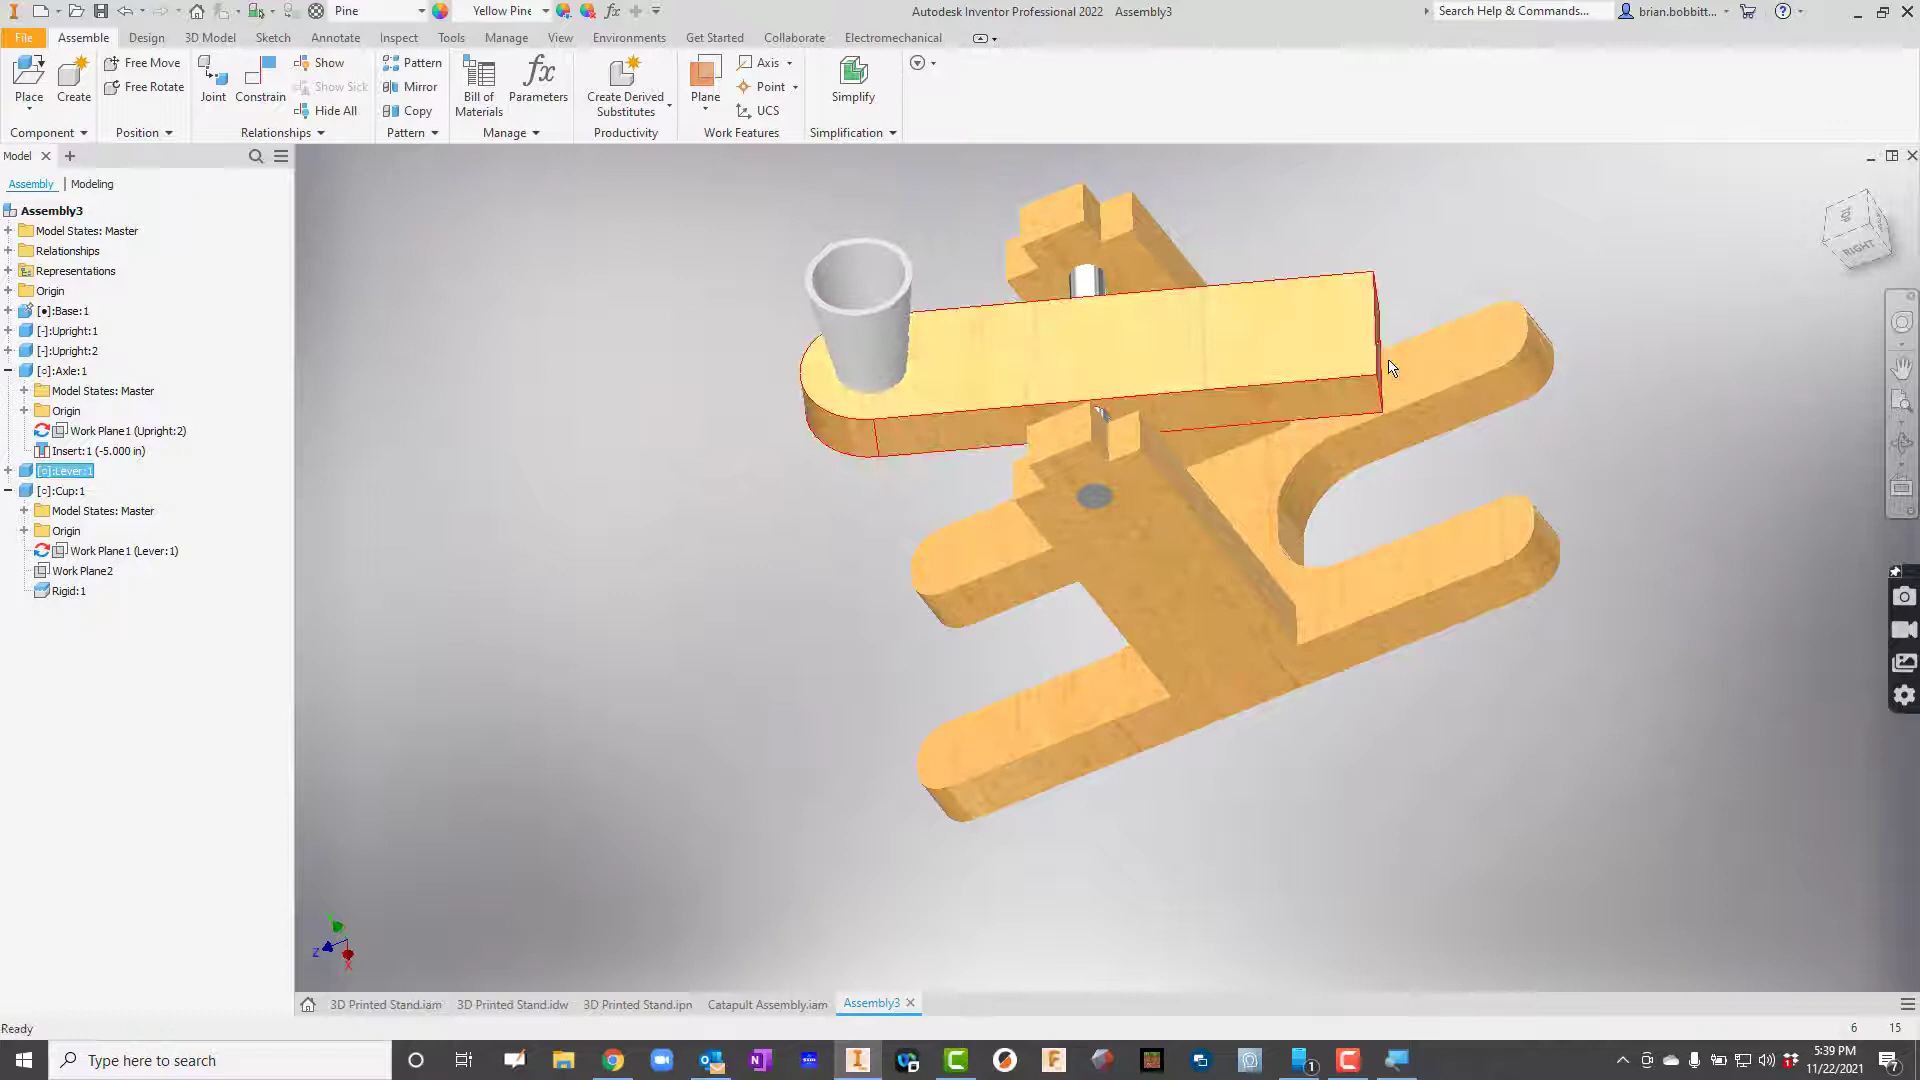 Pine
Yellow Pine
Autodesk Inventor Professional 2022 Assembly3
Search Help & Commands...
brian.bobbitt...
File Assemble Design 3D Model Sketch Annotate Inspect Tools Manage View Environments Get Started Collaborate Electromechanical
Place
Create
Free Move
Free Rotate
Joint
Constrain
Show
Show Sick
Hide All
Pattern
Mirror
Copy
Bill of
Materials
fx
Parameters
Create Derived
Substitutes
Plane
Axis
Point
UCS
Simplify
Component Position Relationships Pattern Manage Productivity Work Features Simplification
Model
Assembly | Modeling
Assembly3
Model States: Master
Relationships
Representations
Origin
[●]:Base:1
[-]:Upright:1
[-]:Upright:2
[○]:Axle:1
Model States: Master
Origin
Work Plane1 (Upright:2)
Insert:1 (-5.000 in)
[○]:Lever:1
[○]:Cup:1
Model States: Master
Origin
Work Plane1 (Lever:1)
Work Plane2
Rigid:1
RIGHT
Z
X
3D Printed Stand.iam 3D Printed Stand.idw 3D Printed Stand.ipn Catapult Assembly.iam Assembly3
Ready
6 15
Type here to search
5:39 PM
11/22/2021